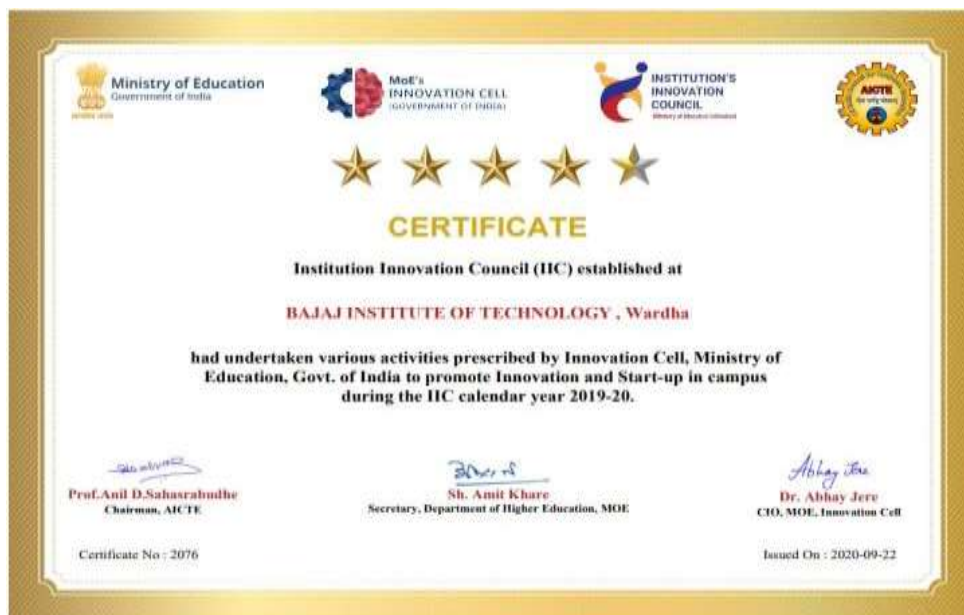 Ministry of Education
Government of India
MoE's
INNOVATION CELL
(GOVERNMENT OF INDIA)
INSTITUTION'S
INNOVATION
COUNCIL
AICTE
CERTIFICATE
Institution Innovation Council (IIC) established at
BAJAJ INSTITUTE OF TECHNOLOGY , Wardha
had undertaken various activities prescribed by Innovation Cell, Ministry of
Education, Govt. of India to promote Innovation and Start-up in campus
during the IIC calendar year 2019-20.
Abhay Jere
Prof.Anil D.Sahasrabudhe
Chairman, AICTE
Sh. Amit Khare
Secretary, Department of Higher Education, MOE
Dr. Abhay Jere
CIO, MOE, Innovation Cell
Certificate No : 2076
Issued On : 2020-09-22